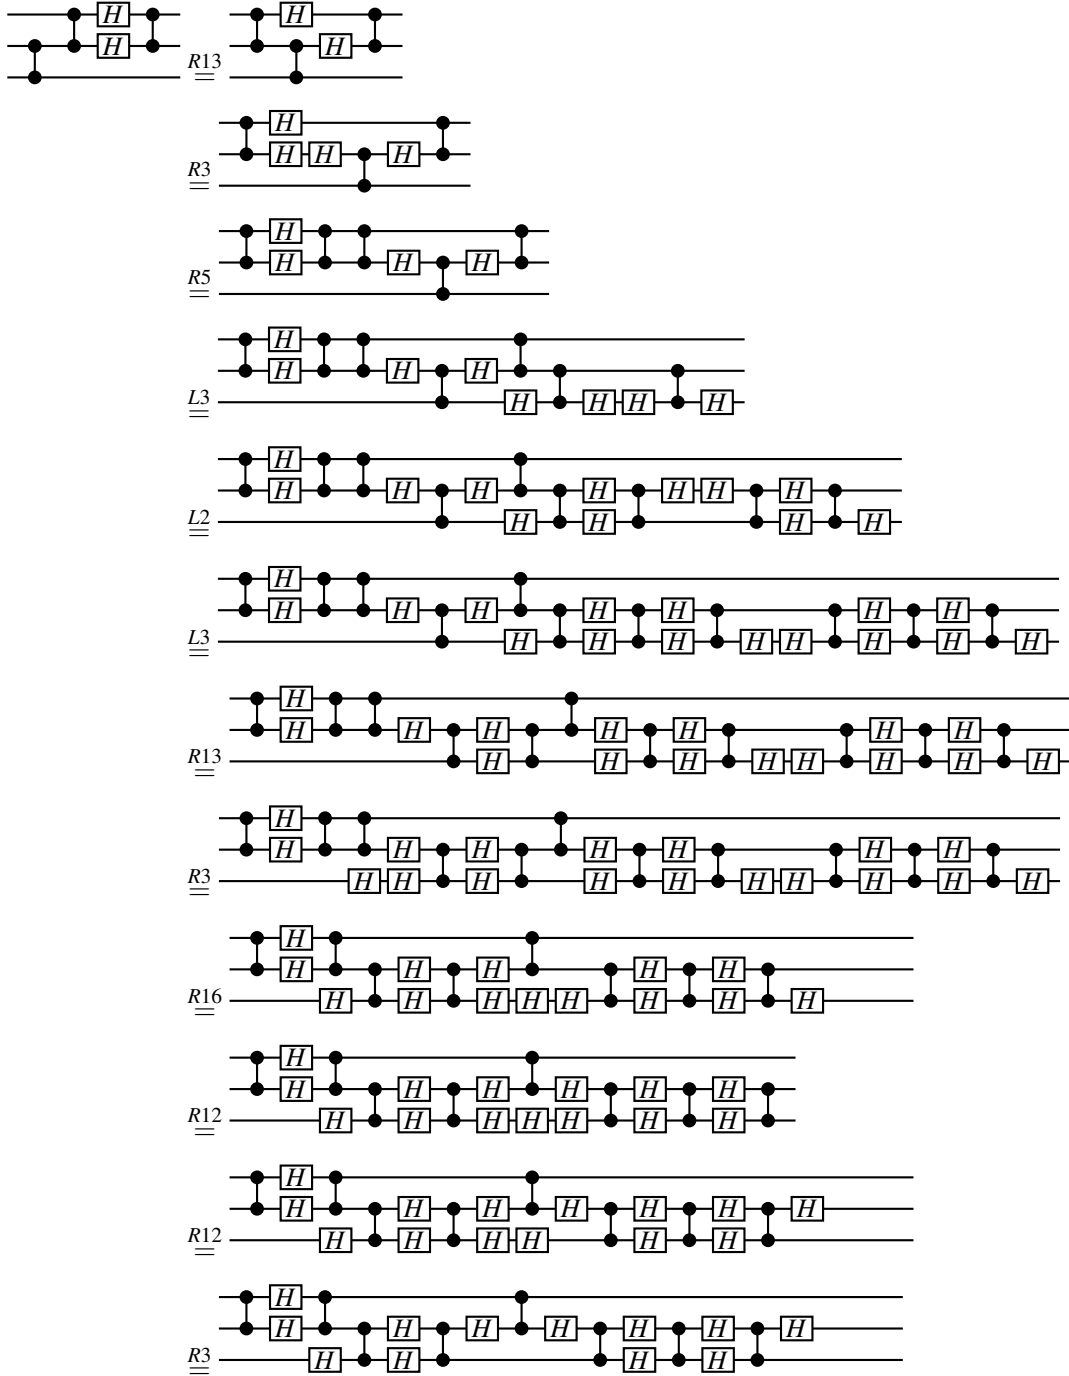 H H
H H
R13 =
H
H H H
R3 =
H
H H H
R5 =
H
H H H
L3 = H H H H
H
H H H H H H H
L2 = H H H H
H
H H H H H H H
L3 = H H H H H H H H
H
H H H H H H H
R13 = H H H H H H H H
H
H H H H H H H
R3 = H H H H H H H H H H
H
H H H H H
R16 = H H H H H H H H
H
H H H H H H
R12 = H H H H H H H
H
H H H H H H H
R12 = H H H H H H
H
H H H H H H H
R3 = H H H H